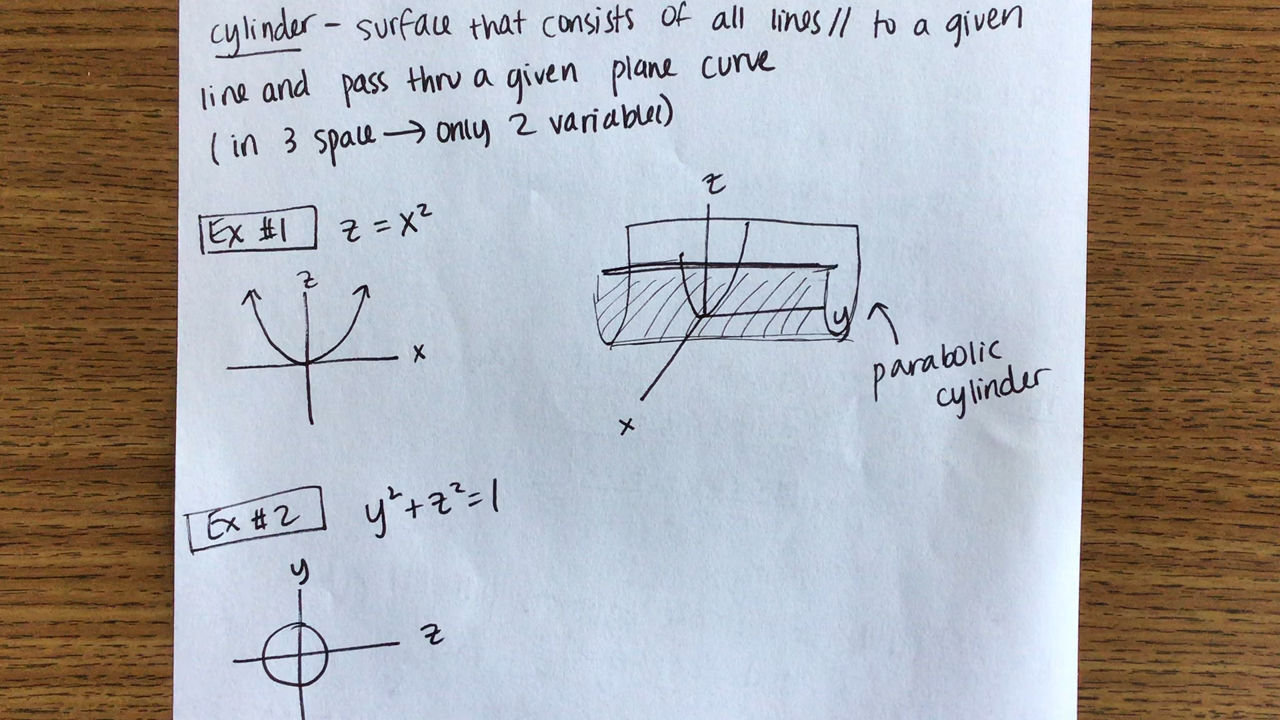 cylinder - surface that consists of all lines // to a given
line and pass thru a given plane curve
(in 3 space → only 2 variables)
Ex #1 z = x²
z
x
z
y
x
parabolic
cylinder
Ex #2 y² + z² = 1
y
z